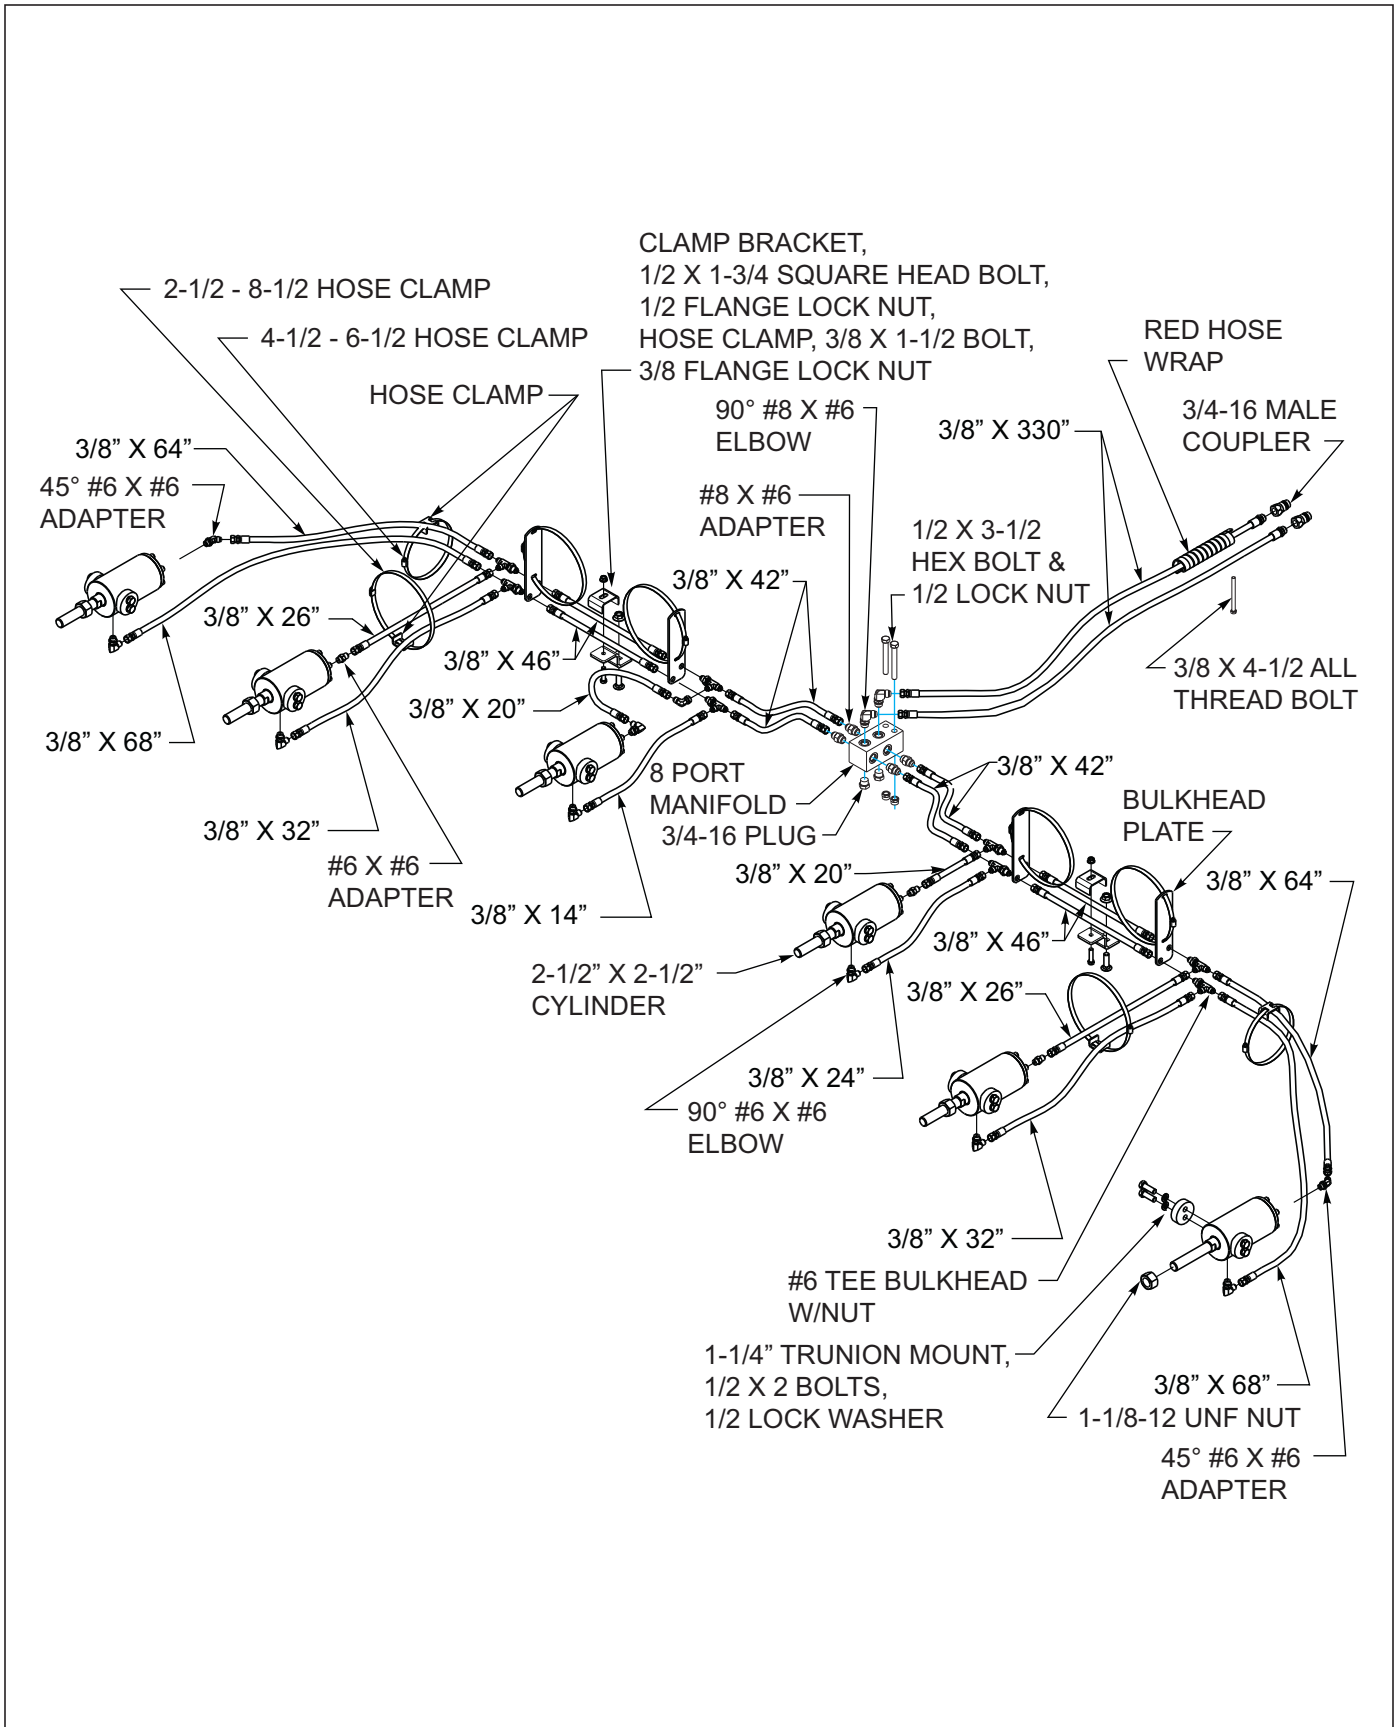 CLAMP BRACKET,
1/2 X 1-3/4 SQUARE HEAD BOLT,
1/2 FLANGE LOCK NUT,
HOSE CLAMP, 3/8 X 1-1/2 BOLT,
3/8 FLANGE LOCK NUT
2-1/2 - 8-1/2 HOSE CLAMP
4-1/2 - 6-1/2 HOSE CLAMP
HOSE CLAMP
RED HOSE
WRAP
90° #8 X #6
ELBOW
3/8” X 330”
3/4-16 MALE
COUPLER
3/8” X 64”
45° #6 X #6
ADAPTER
#8 X #6
ADAPTER
1/2 X 3-1/2
HEX BOLT &
1/2 LOCK NUT
3/8” X 42”
3/8” X 26”
3/8” X 46”
3/8 X 4-1/2 ALL
THREAD BOLT
3/8” X 20”
3/8” X 68”
8 PORT
MANIFOLD
3/8” X 42”
3/4-16 PLUG
BULKHEAD
PLATE
3/8” X 32”
#6 X #6
ADAPTER
3/8” X 20”
3/8” X 64”
3/8” X 14”
3/8” X 46”
2-1/2” X 2-1/2”
CYLINDER
3/8” X 26”
3/8” X 24”
90° #6 X #6
ELBOW
3/8” X 32”
#6 TEE BULKHEAD
W/NUT
1-1/4” TRUNION MOUNT,
1/2 X 2 BOLTS,
1/2 LOCK WASHER
3/8” X 68”
1-1/8-12 UNF NUT
45° #6 X #6
ADAPTER